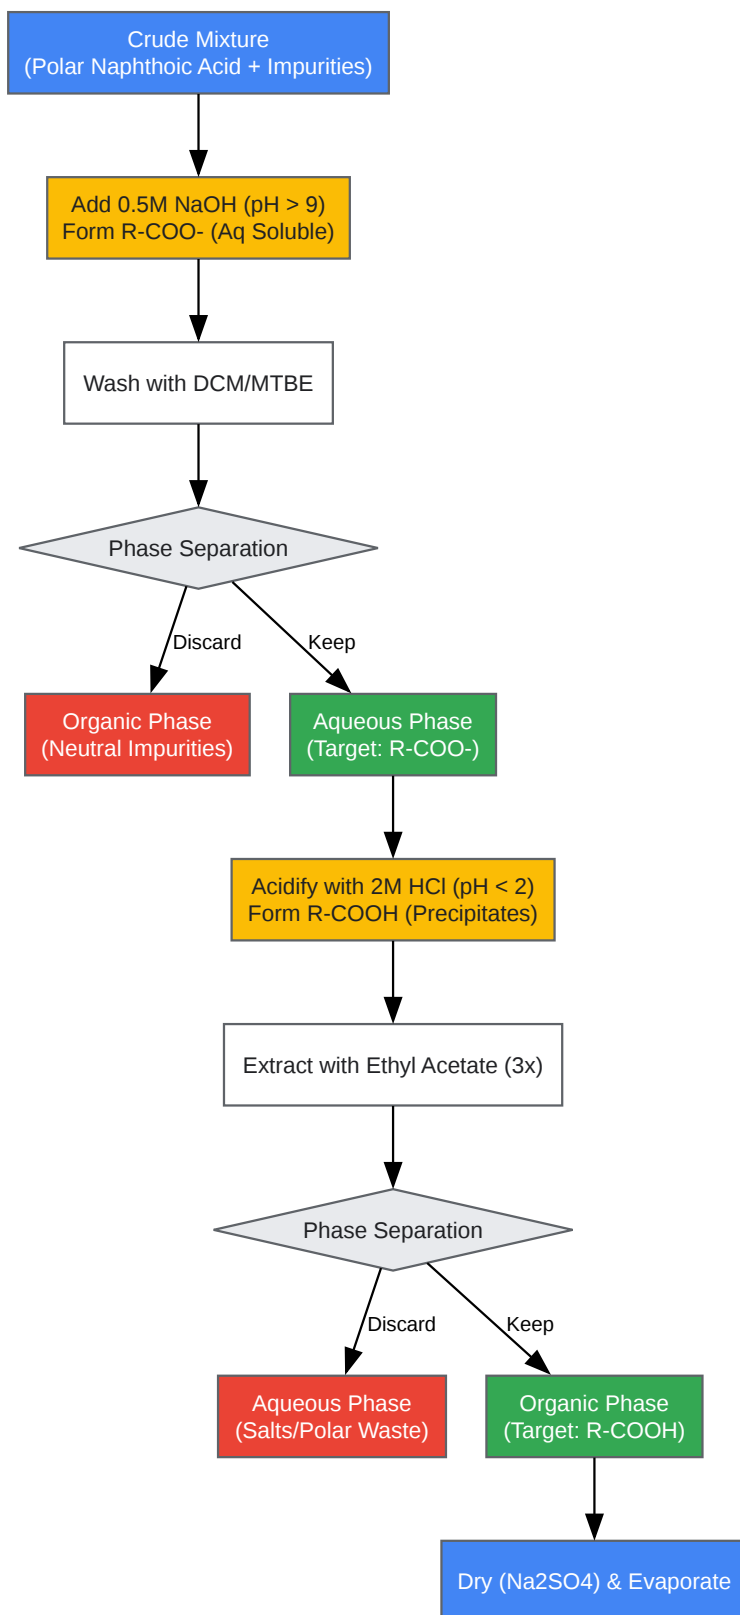 Crude Mixture
(Polar Naphthoic Acid + Impurities)
Add 0.5M NaOH (pH > 9)
Form R-COO- (Aq Soluble)
Wash with DCM/MTBE
Phase Separation
Discard
Keep
Organic Phase
(Neutral Impurities)
Aqueous Phase
(Target: R-COO-)
Acidify with 2M HCl (pH < 2)
Form R-COOH (Precipitates)
Extract with Ethyl Acetate (3x)
Phase Separation
Discard
Keep
Aqueous Phase
(Salts/Polar Waste)
Organic Phase
(Target: R-COOH)
Dry (Na2SO4) & Evaporate